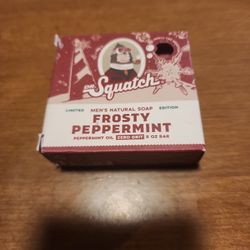 DR.
Squatch
LIMITED MEN'S NATURAL SOAP EDITION
FROSTY
PEPPERMINT
PEPPERMINT OIL ZERO GRIT 5 OZ BAR